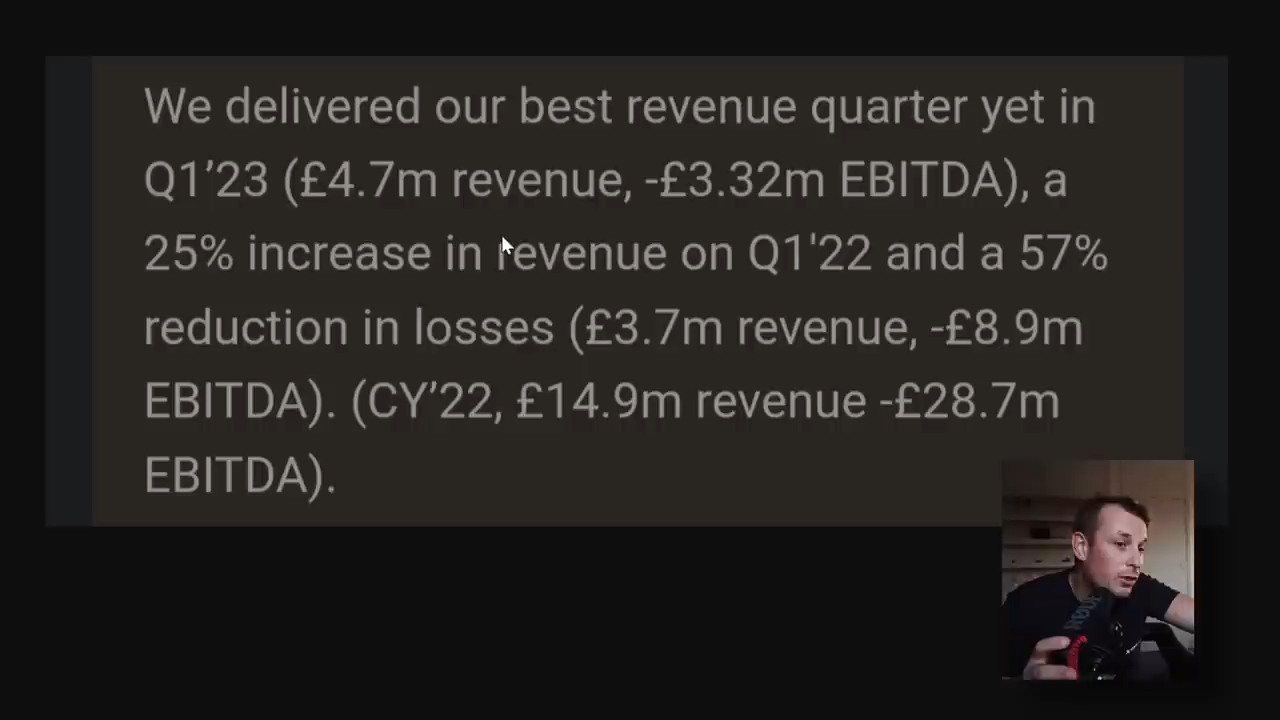 We delivered our best revenue quarter yet in
Q1’23 (£4.7m revenue, -£3.32m EBITDA), a
25% increase in revenue on Q1'22 and a 57%
reduction in losses (£3.7m revenue, -£8.9m
EBITDA). (CY’22, £14.9m revenue -£28.7m
EBITDA).
RODE